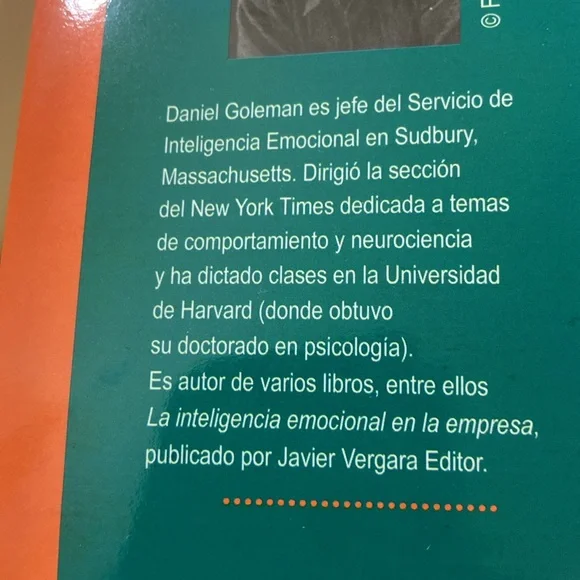 Daniel Goleman es jefe del Servicio de
Inteligencia Emocional en Sudbury,
Massachusetts. Dirigió la sección
del New York Times dedicada a temas
de comportamiento y neurociencia
y ha dictado clases en la Universidad
de Harvard (donde obtuvo
su doctorado en psicología).
Es autor de varios libros, entre ellos
La inteligencia emocional en la empresa,
publicado por Javier Vergara Editor.